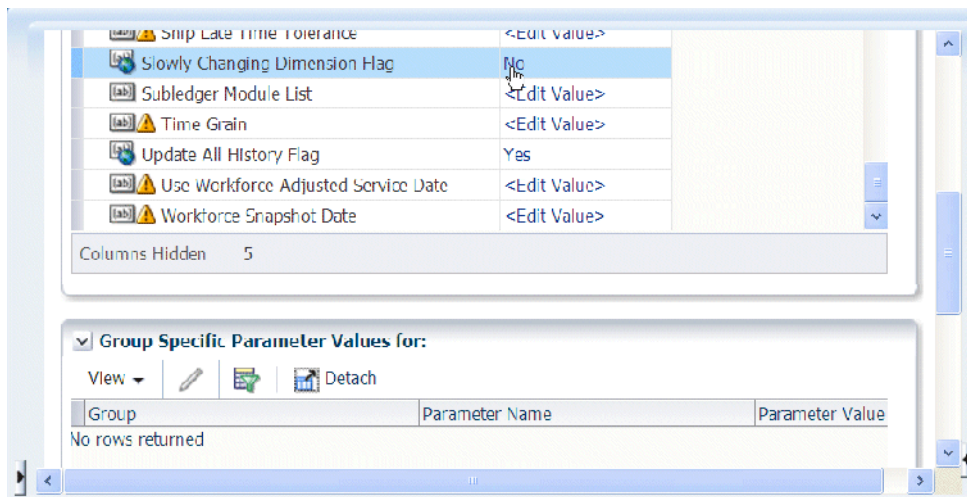 Ship Late Time Tolerance <Edit Value>
Slowly Changing Dimension Flag No
Subledger Module List <Edit Value>
Time Grain <Edit Value>
Update All HIstory Flag Yes
Use Workforce Adjusted Service Date <Edit Value>
Workforce Snapshot Date <Edit Value>
Columns Hidden 5
Group Specific Parameter Values for:
View Detach
Group Parameter Name Parameter Value
No rows returned